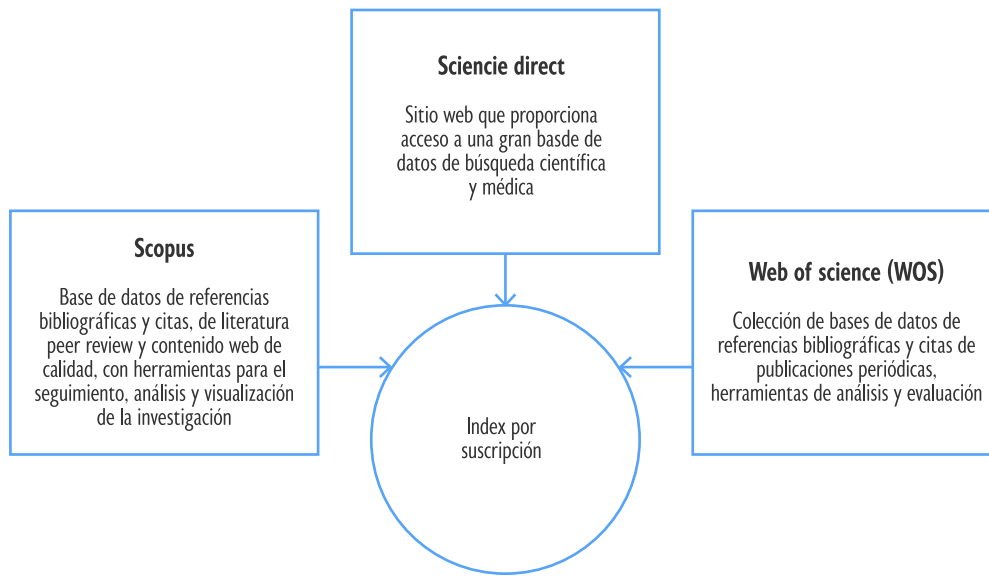 Sciencie direct
Sitio web que proporciona
acceso a una gran basde de
datos de búsqueda científica
y médica
Scopus
Base de datos de referencias
bibliográficas y citas, de literatura
peer review y contenido web de
calidad, con herramientas para el
seguimiento, análisis y visualización
de la investigación
Web of science (WOS)
Colección de bases de datos de
referencias bibliográficas y citas de
publicaciones periódicas,
herramientas de análisis y evaluación
Index por
suscripción